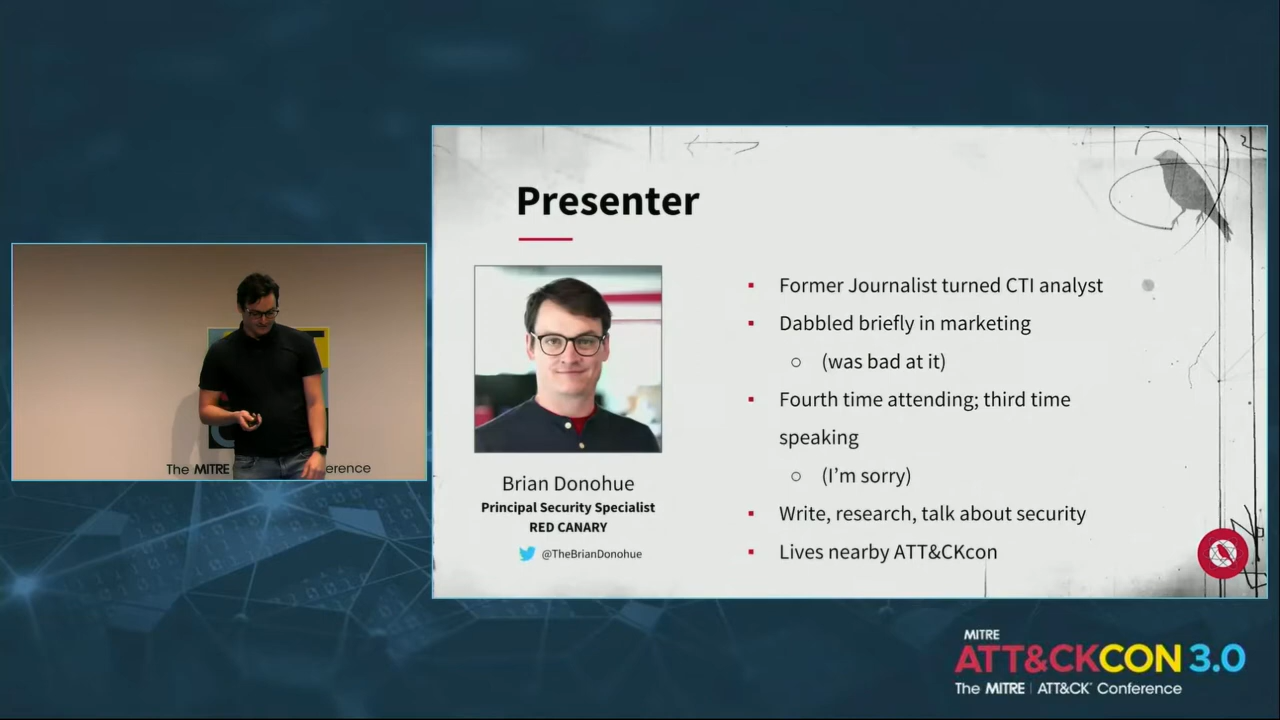 Presenter
Former Journalist turned CTI analyst
Dabbled briefly in marketing
(was bad at it)
Fourth time attending; third time
speaking
(I'm sorry)
Write, research, talk about security
Lives nearby ATT&CKcon
Brian Donohue
Principal Security Specialist
RED CANARY
@TheBrianDonohue
The MITRE erence
MITRE
ATT&CKCON 3.0
The MITRE | ATT&CK® Conference